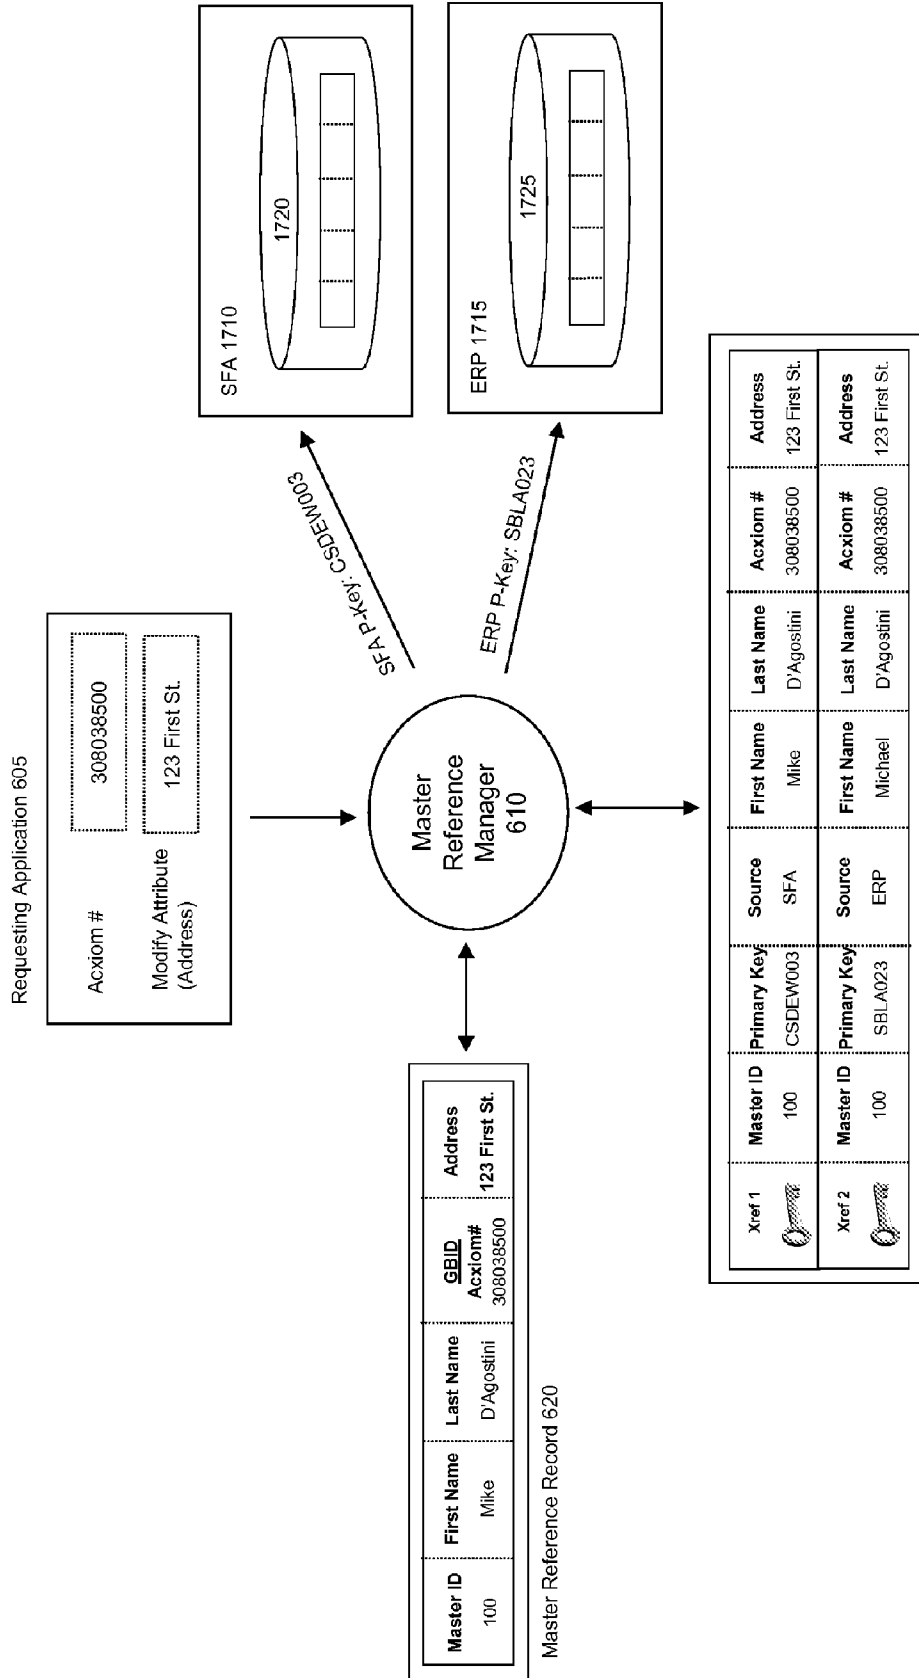 Requesting Application 605
Acxiom #
308038500
Modify Attribute
(Address)
123 First St.
SFA 1710
1720
SFA P-Key: CSDEW003
ERP 1715
1725
ERP P-Key: SBLA023
Master
Reference
Manager
610
Master ID First Name Last Name GBID Acxiom# Address
100 Mike D'Agostini 308038500 123 First St.
Master Reference Record 620
Xref 1 Master ID Primary Key Source First Name Last Name Acxiom # Address
100 CSDEW003 SFA Mike D'Agostini 308038500 123 First St.
Xref 2 Master ID Primary Key Source First Name Last Name Acxiom # Address
100 SBLA023 ERP Michael D'Agostini 308038500 123 First St.